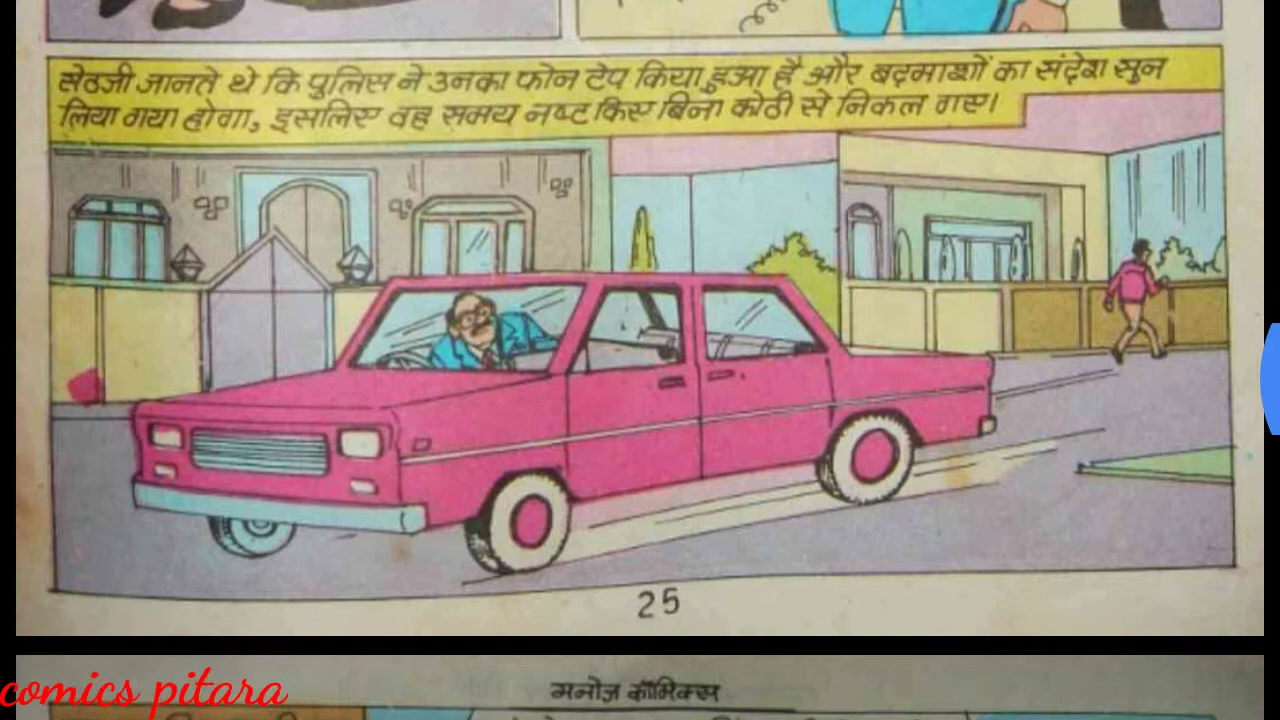 सेठजी जानते थे कि पुलिस ने उनका फोन टेप किया हुआ है और बदमाशों का संदेश सुन
लिया गया होगा, इसलिए वह समय नष्ट किए बिना कोठी से निकल गए।
25
comics pitara
मनोज कॉमिक्स